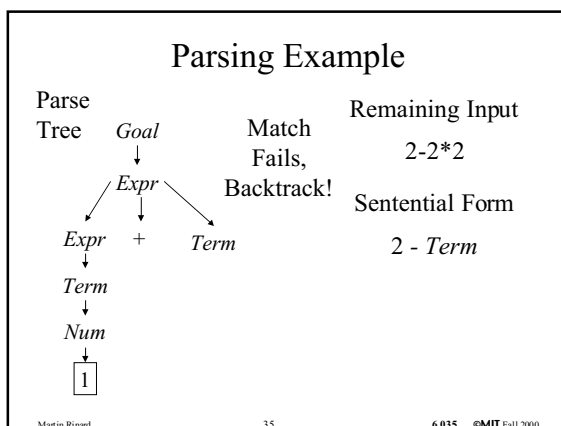 Parsing Example
Parse
Tree
Goal
Expr
Expr + Term
Term
Num
1
Match
Fails,
Backtrack!
Remaining Input
2-2*2
Sentential Form
2 - Term
Martin Rinard 35 6.035 ©MIT Fall 2000